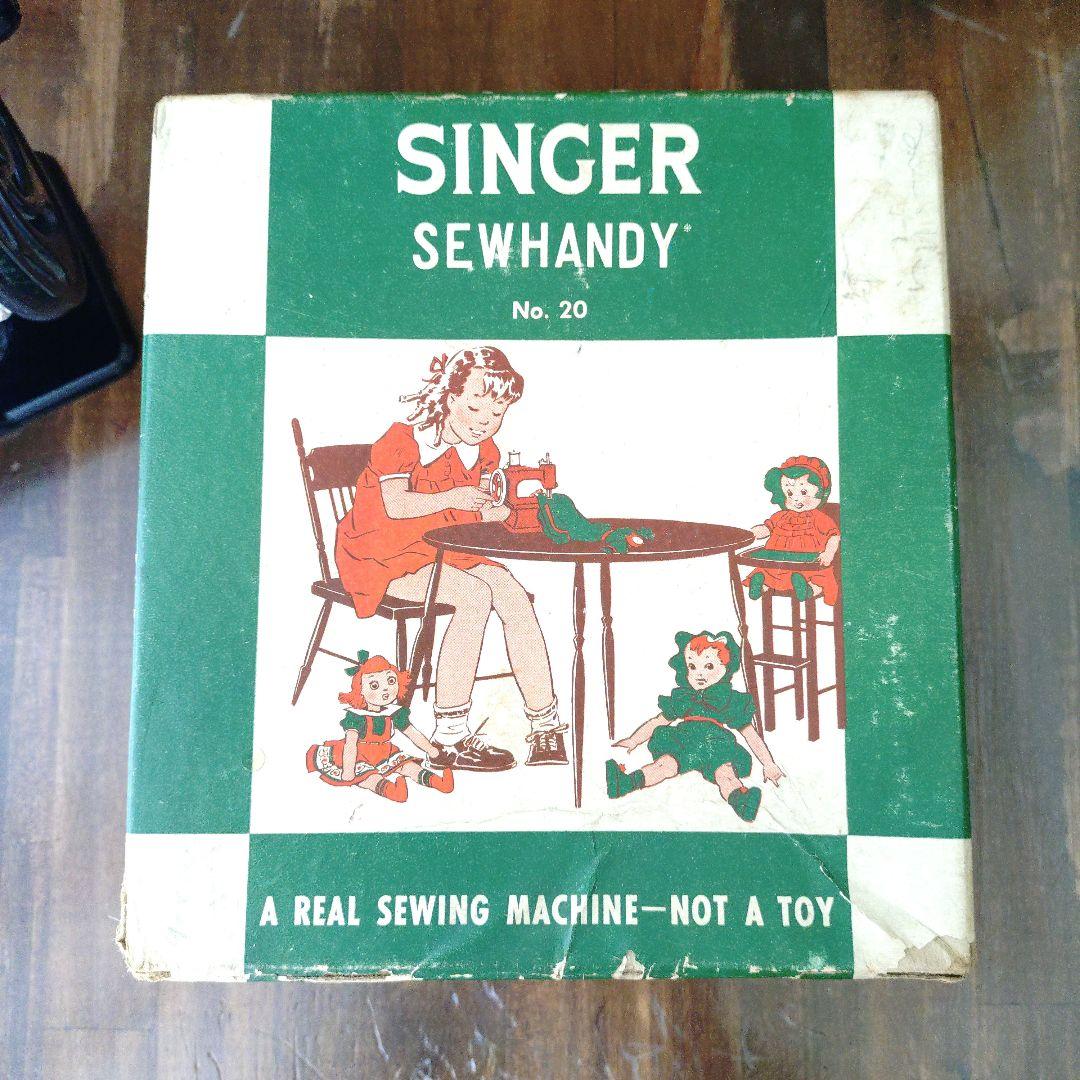 SINGER
SEWHANDY*
No. 20
A REAL SEWING MACHINE—NOT A TOY